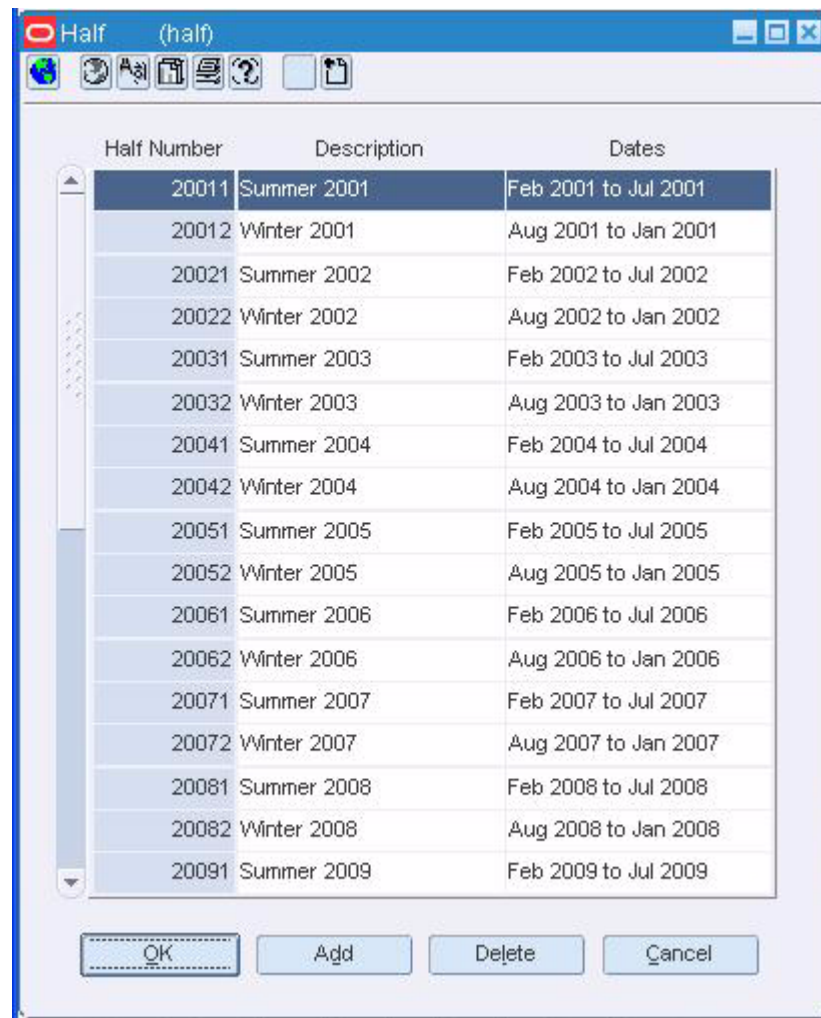 Half (half)
Half Number Description Dates
20011 Summer 2001 Feb 2001 to Jul 2001
20012 Winter 2001 Aug 2001 to Jan 2001
20021 Summer 2002 Feb 2002 to Jul 2002
20022 Winter 2002 Aug 2002 to Jan 2002
20031 Summer 2003 Feb 2003 to Jul 2003
20032 Winter 2003 Aug 2003 to Jan 2003
20041 Summer 2004 Feb 2004 to Jul 2004
20042 Winter 2004 Aug 2004 to Jan 2004
20051 Summer 2005 Feb 2005 to Jul 2005
20052 Winter 2005 Aug 2005 to Jan 2005
20061 Summer 2006 Feb 2006 to Jul 2006
20062 Winter 2006 Aug 2006 to Jan 2006
20071 Summer 2007 Feb 2007 to Jul 2007
20072 Winter 2007 Aug 2007 to Jan 2007
20081 Summer 2008 Feb 2008 to Jul 2008
20082 Winter 2008 Aug 2008 to Jan 2008
20091 Summer 2009 Feb 2009 to Jul 2009
OK Add Delete Cancel